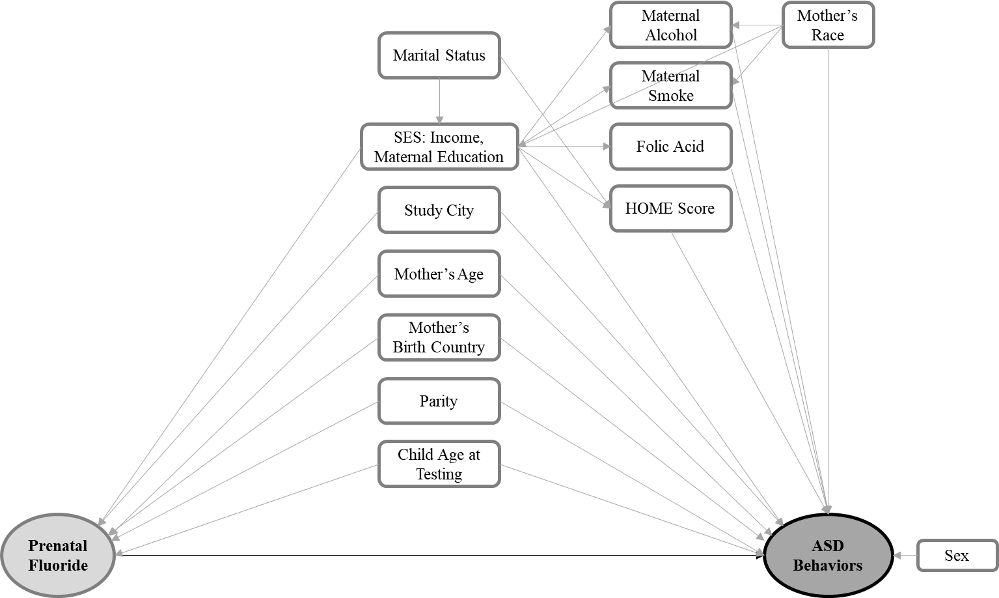 Maternal
Alcohol
Mother’s
Race
Marital Status
Maternal
Smoke
SES: Income,
Maternal Education
Folic Acid
HOME Score
Study City
Mother’s Age
Mother’s
Birth Country
Parity
Child Age at
Testing
Prenatal
Fluoride
ASD
Behaviors
Sex